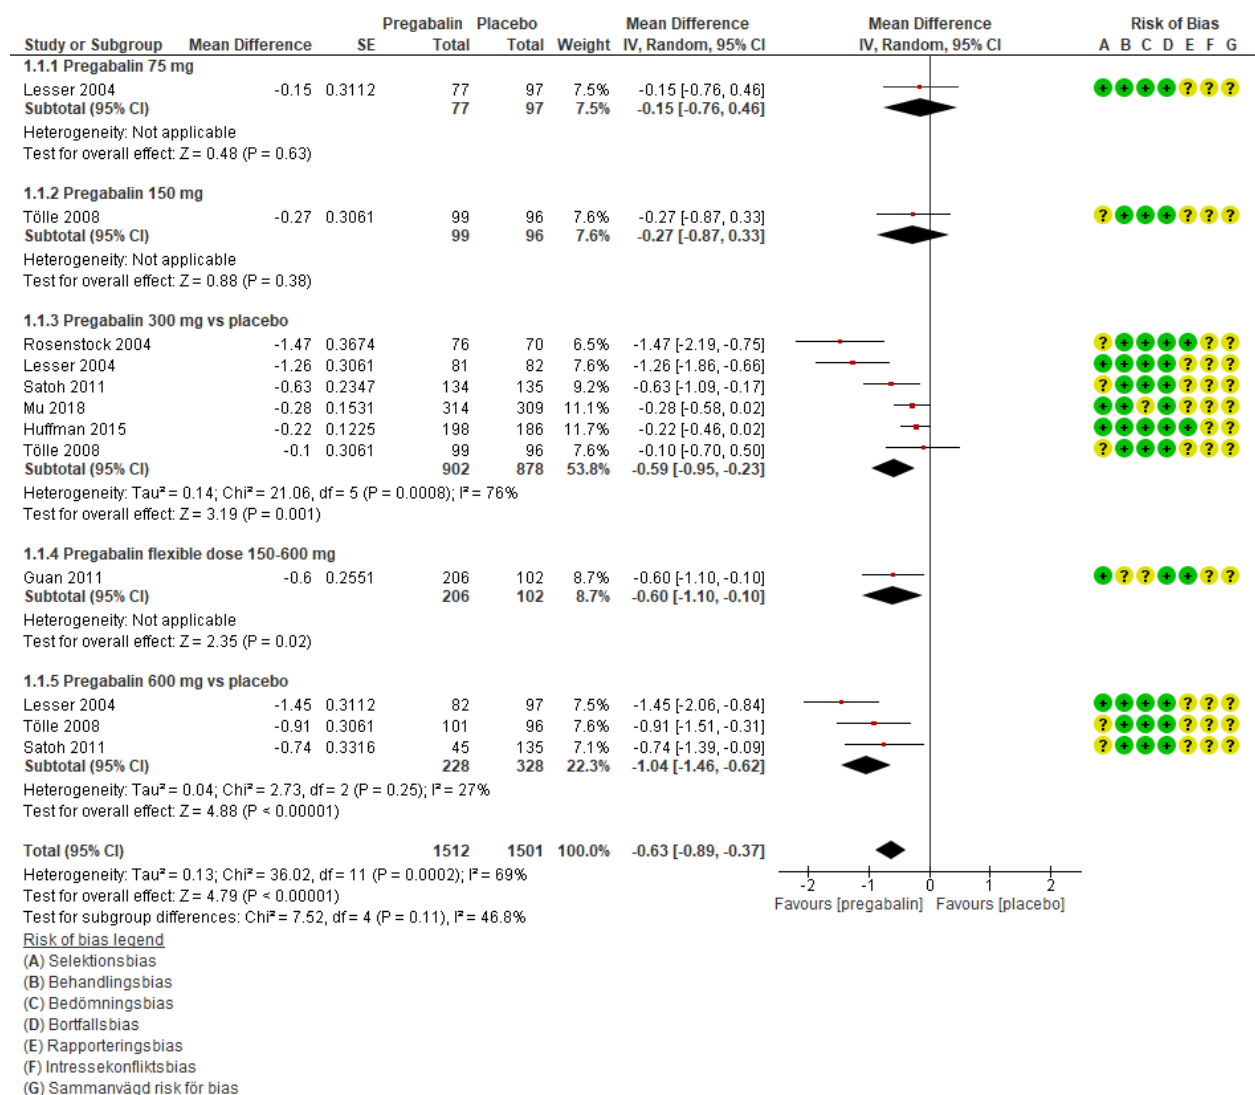 Pregabalin Placebo Mean Difference Mean Difference Risk of Bias
Study or Subgroup Mean Difference SE Total Total Weight IV, Random, 95% CI IV, Random, 95% CI A B C D E F G
1.1.1 Pregabalin 75 mg
Lesser 2004 -0.15 0.3112 77 97 7.5% -0.15 [-0.76, 0.46] + + + + ? ? ?
Subtotal (95% CI) 77 97 7.5% -0.15 [-0.76, 0.46]
Heterogeneity: Not applicable
Test for overall effect: Z = 0.48 (P = 0.63)
1.1.2 Pregabalin 150 mg
Tölle 2008 -0.27 0.3061 99 96 7.6% -0.27 [-0.87, 0.33] ? + + + ? ? ?
Subtotal (95% CI) 99 96 7.6% -0.27 [-0.87, 0.33]
Heterogeneity: Not applicable
Test for overall effect: Z = 0.88 (P = 0.38)
1.1.3 Pregabalin 300 mg vs placebo
Rosenstock 2004 -1.47 0.3674 76 70 6.5% -1.47 [-2.19, -0.75] ? + + + + ? ?
Lesser 2004 -1.26 0.3061 81 82 7.6% -1.26 [-1.86, -0.66] + + + + ? ? ?
Satoh 2011 -0.63 0.2347 134 135 9.2% -0.63 [-1.09, -0.17] ? + + + ? ? ?
Mu 2018 -0.28 0.1531 314 309 11.1% -0.28 [-0.58, 0.02] + + ? + ? ? ?
Huffman 2015 -0.22 0.1225 198 186 11.7% -0.22 [-0.46, 0.02] + + + + + ? ?
Tölle 2008 -0.1 0.3061 99 96 7.6% -0.10 [-0.70, 0.50] ? + + + ? ? ?
Subtotal (95% CI) 902 878 53.8% -0.59 [-0.95, -0.23]
Heterogeneity: Tau² = 0.14; Chi² = 21.06, df = 5 (P = 0.0008); I² = 76%
Test for overall effect: Z = 3.19 (P = 0.001)
1.1.4 Pregabalin flexible dose 150-600 mg
Guan 2011 -0.6 0.2551 206 102 8.7% -0.60 [-1.10, -0.10] + ? ? + + ? ?
Subtotal (95% CI) 206 102 8.7% -0.60 [-1.10, -0.10]
Heterogeneity: Not applicable
Test for overall effect: Z = 2.35 (P = 0.02)
1.1.5 Pregabalin 600 mg vs placebo
Lesser 2004 -1.45 0.3112 82 97 7.5% -1.45 [-2.06, -0.84] + + + + ? ? ?
Tölle 2008 -0.91 0.3061 101 96 7.6% -0.91 [-1.51, -0.31] ? + + + ? ? ?
Satoh 2011 -0.74 0.3316 45 135 7.1% -0.74 [-1.39, -0.09] ? + + + ? ? ?
Subtotal (95% CI) 228 328 22.3% -1.04 [-1.46, -0.62]
Heterogeneity: Tau² = 0.04; Chi² = 2.73, df = 2 (P = 0.25); I² = 27%
Test for overall effect: Z = 4.88 (P < 0.00001)
Total (95% CI) 1512 1501 100.0% -0.63 [-0.89, -0.37]
Heterogeneity: Tau² = 0.13; Chi² = 36.02, df = 11 (P = 0.0002); I² = 69%
Test for overall effect: Z = 4.79 (P < 0.00001)
Test for subgroup differences: Chi² = 7.52, df = 4 (P = 0.11), I² = 46.8%
-2 -1 0 1 2
Favours [pregabalin] Favours [placebo]
Risk of bias legend
(A) Selektionsbias
(B) Behandlingsbias
(C) Bedömningsbias
(D) Bortfallsbias
(E) Rapporteringsbias
(F) Intressekonfliktsbias
(G) Sammanvägd risk för bias